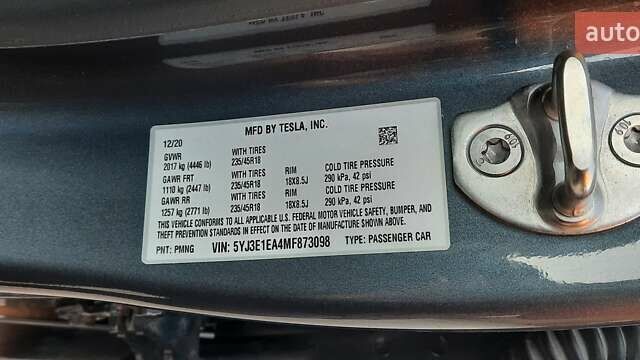 auto
MFD BY TESLA, INC.
12/20
GVWR WITH TIRES
2017 kg (4446 lb) 235/45R18
GAWR FRT WITH TIRES RIM COLD TIRE PRESSURE
1110 kg (2447 lb) 235/45R18 18X8.5J 290 kPa, 42 psi
GAWR RR WITH TIRES RIM COLD TIRE PRESSURE
1257 kg (2771 lb) 235/45R18 18X8.5J 290 kPa, 42 psi
THIS VEHICLE CONFORMS TO ALL APPLICABLE U.S. FEDERAL MOTOR VEHICLE SAFETY, BUMPER, AND
THEFT PREVENTION STANDARDS IN EFFECT ON THE DATE OF MANUFACTURE SHOWN ABOVE.
PNT: PMNG VIN: 5YJ3E1EA4MF873098 TYPE: PASSENGER CAR
109
109